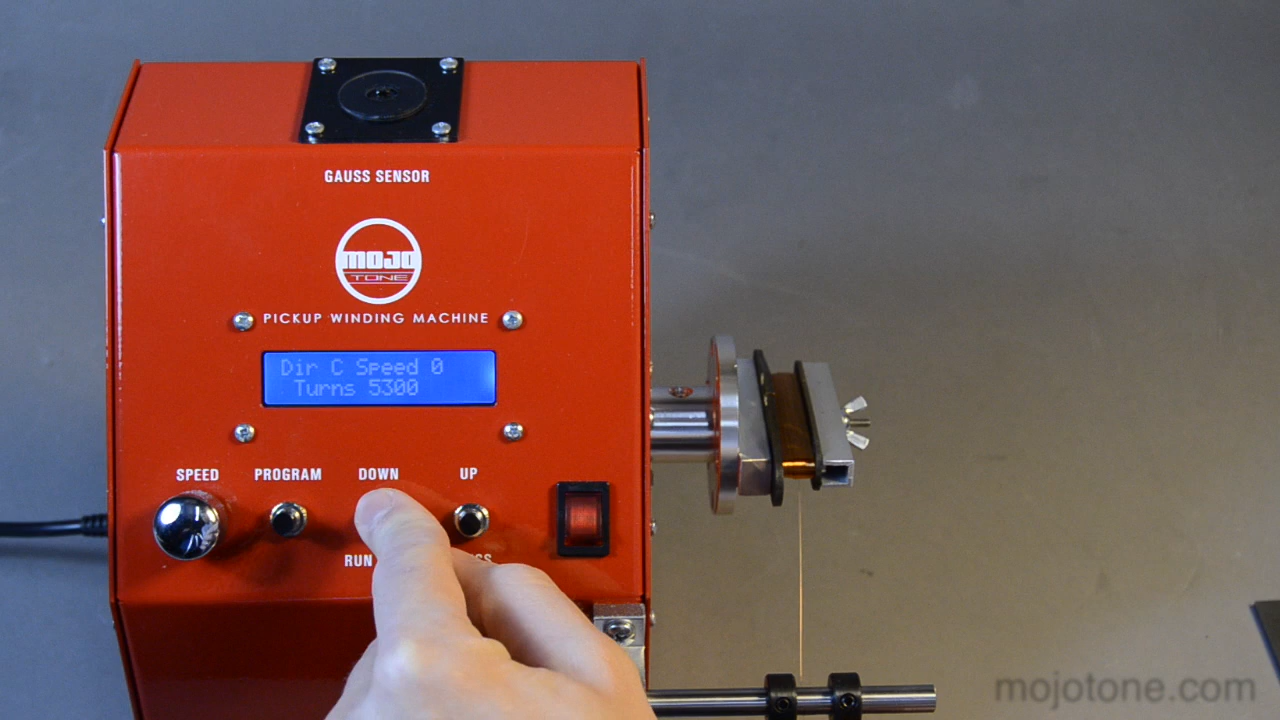 GAUSS SENSOR
MOJO
TONE
PICKUP WINDING MACHINE
Dir C Speed 0
Turns 5300
SPEED PROGRAM DOWN UP
RUN
mojotone.com